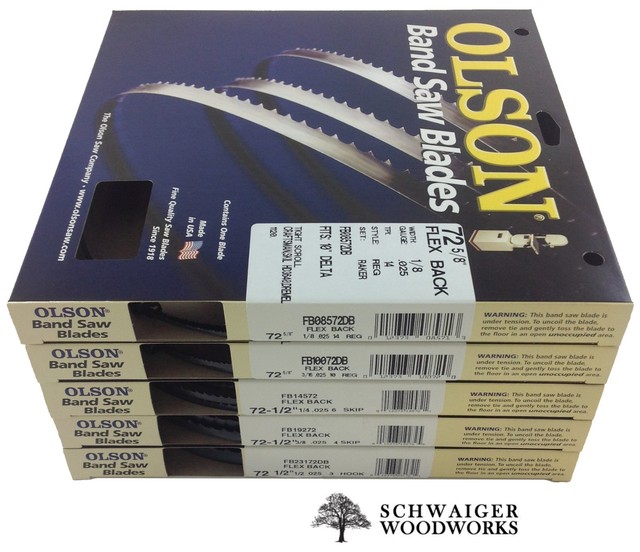 OLSON®
Band Saw Blades
72 5/8"
FLEX BACK
WIDTH 1/8
GAUGE .025
TPI. 14
STYLE: REG
SET: RAKER
FB08572DB
FITS 10" DELTA
TIGHT SCROLL
Contains One Blade
Made
in USA
Fine Quality Saw Blades
Since 1918
The Olson Saw Company • www.olsonsaw.com
OLSON®
Band Saw
Blades
FB08572DB
FLEX BACK
72 5/8" 1/8 .025 14 REG
WARNING: This band saw blade is
under tension. To uncoil the blade,
remove tie and gently toss the blade to
the floor in an open unoccupied area.
OLSON®
Band Saw
Blades
FB10072DB
FLEX BACK
72 5/8" 3/16 .025 10 REG
WARNING: This band saw blade is
under tension. To uncoil the blade,
remove tie and gently toss the blade to
the floor in an open unoccupied area.
OLSON®
Band Saw
Blades
FB14572
FLEX BACK
72-1/2" 1/4 .025 6 SKIP
WARNING: This band saw blade is
under tension. To uncoil the blade,
remove tie and gently toss the blade to
the floor in an open unoccupied area.
OLSON®
Band Saw
Blades
FB19272
FLEX BACK
72-1/2" 3/8 .025 4 SKIP
WARNING: This band saw blade is
under tension. To uncoil the blade,
remove tie and gently toss the blade to
the floor in an open unoccupied area.
OLSON®
Band Saw
Blades
FB23172DB
FLEX BACK
72 1/2" 1/2 .025 4 HOOK
WARNING: This band saw blade is
under tension. To uncoil the blade,
remove tie and gently toss the blade to
the floor in an open unoccupied area.
SCHWAIGER
WOODWORKS